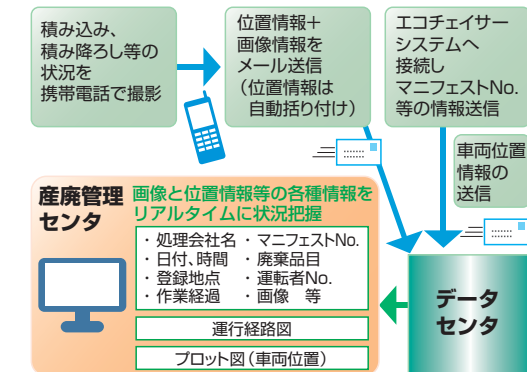 積み込み、
積み降ろし等の
状況を
携帯電話で撮影
位置情報＋
画像情報を
メール送信
（位置情報は
自動括り付け）
エコチェイサー
システムへ
接続し
マニフェストNo.
等の情報送信
車両位置
情報の
送信
産廃管理
センタ
画像と位置情報等の各種情報を
リアルタイムに状況把握
・処理会社名 ・マニフェストNo.
・日付、時間 ・廃棄品目
・登録地点 ・運転者No.
・作業経過 ・画像 等
運行経路図
プロット図（車両位置）
データ
センタ